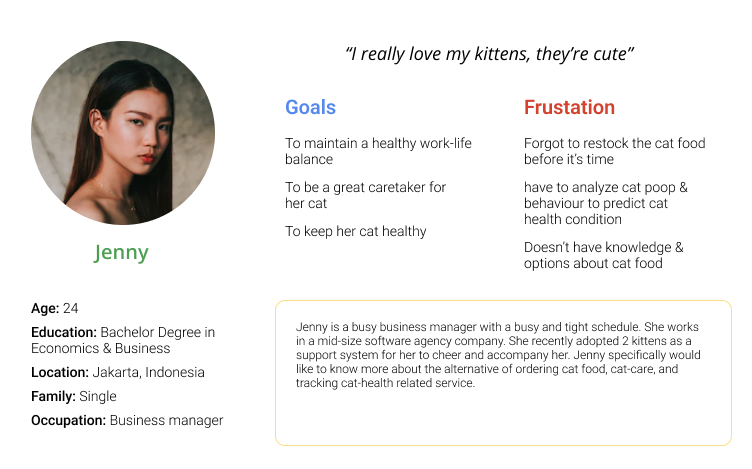 “I really love my kittens, they’re cute”
Jenny
Age: 24
Education: Bachelor Degree in
Economics & Business
Location: Jakarta, Indonesia
Family: Single
Occupation: Business manager
Goals
To maintain a healthy work-life
balance
To be a great caretaker for
her cat
To keep her cat healthy
Frustation
Forgot to restock the cat food
before it’s time
have to analyze cat poop &
behaviour to predict cat
health condition
Doesn’t have knowledge &
options about cat food
Jenny is a busy business manager with a busy and tight schedule. She works
in a mid-size software agency company. She recently adopted 2 kittens as a
support system for her to cheer and accompany her. Jenny specifically would
like to know more about the alternative of ordering cat food, cat-care, and
tracking cat-health related service.